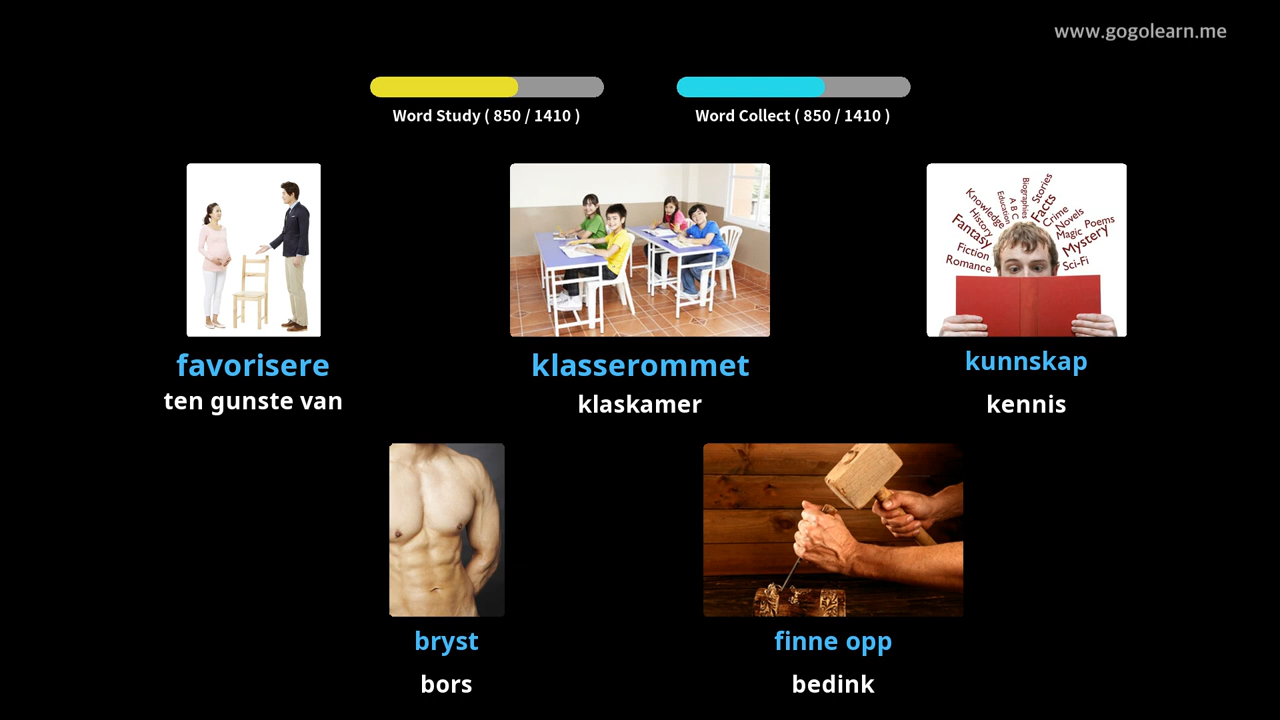 www.gogolearn.me
Word Study ( 850 / 1410 )
Word Collect ( 850 / 1410 )
Knowledge
History
Fantasy
Fiction
Romance
Education
A B C
Biographies
Stories
Facts
Crime
Novels
Magic
Poems
Mystery
Sci-Fi
favorisere
ten gunste van
klasserommet
klaskamer
kunnskap
kennis
bryst
bors
finne opp
bedink